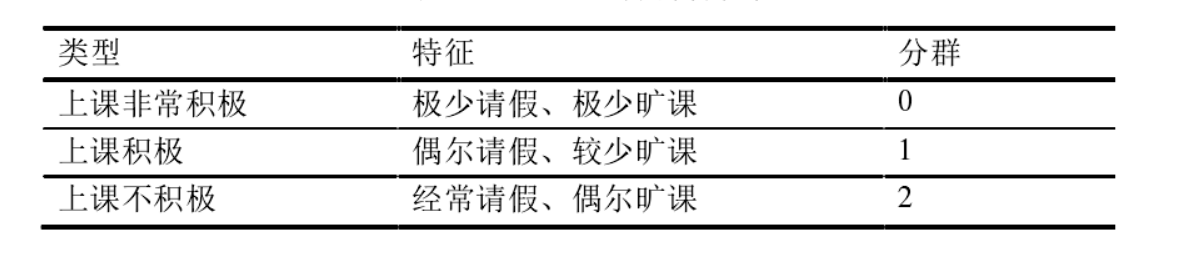 类型 特征 分群
上课非常积极 极少请假、极少旷课 0
上课积极 偶尔请假、较少旷课 1
上课不积极 经常请假、偶尔旷课 2